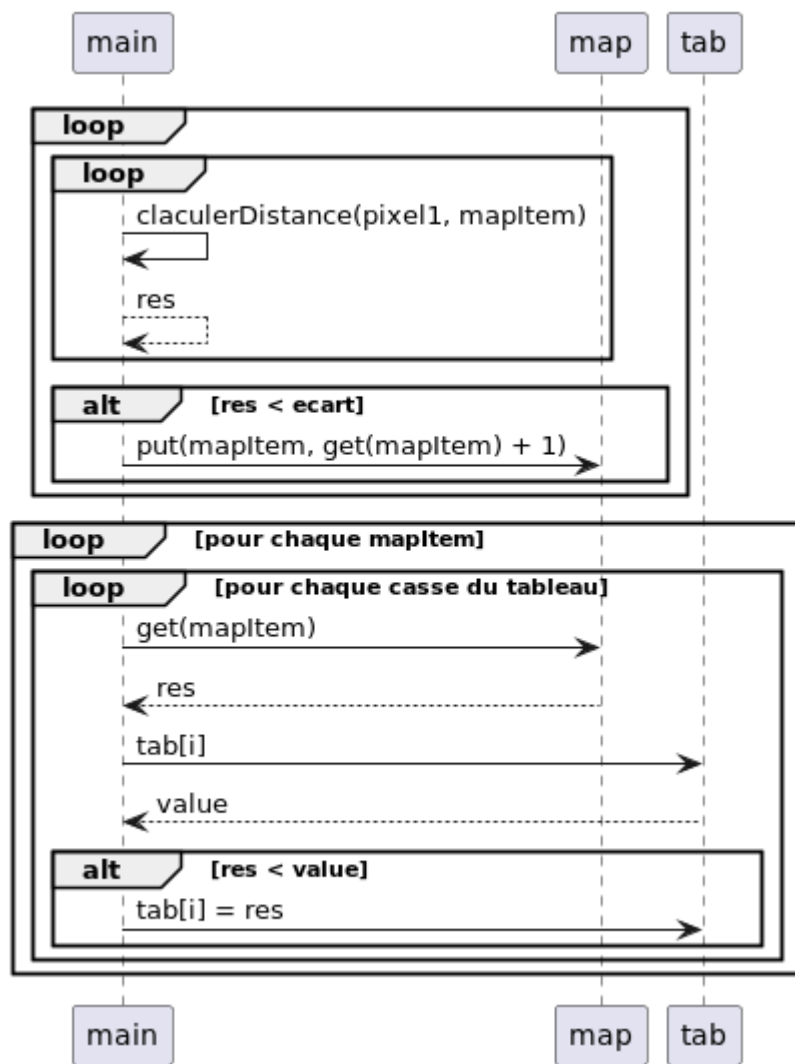 main map tab
loop
loop
claculerDistance(pixel1, mapItem)
res
alt [res < ecart]
put(mapItem, get(mapItem) + 1)
loop [pour chaque mapItem]
loop [pour chaque casse du tableau]
get(mapItem)
res
tab[i]
value
alt [res < value]
tab[i] = res
main map tab